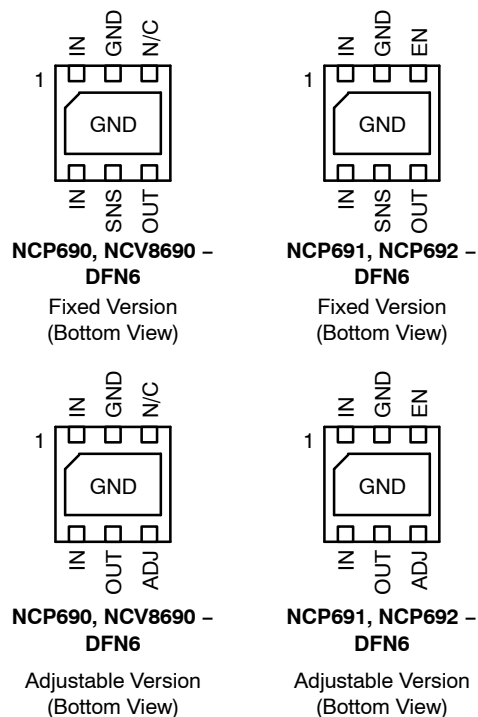 IN GND N/C
1
GND
IN SNS OUT
NCP690, NCV8690 –
DFN6
Fixed Version
(Bottom View)
IN GND EN
1
GND
IN SNS OUT
NCP691, NCP692 –
DFN6
Fixed Version
(Bottom View)
IN GND N/C
1
GND
IN OUT ADJ
NCP690, NCV8690 –
DFN6
Adjustable Version
(Bottom View)
IN GND EN
1
GND
IN OUT ADJ
NCP691, NCP692 –
DFN6
Adjustable Version
(Bottom View)